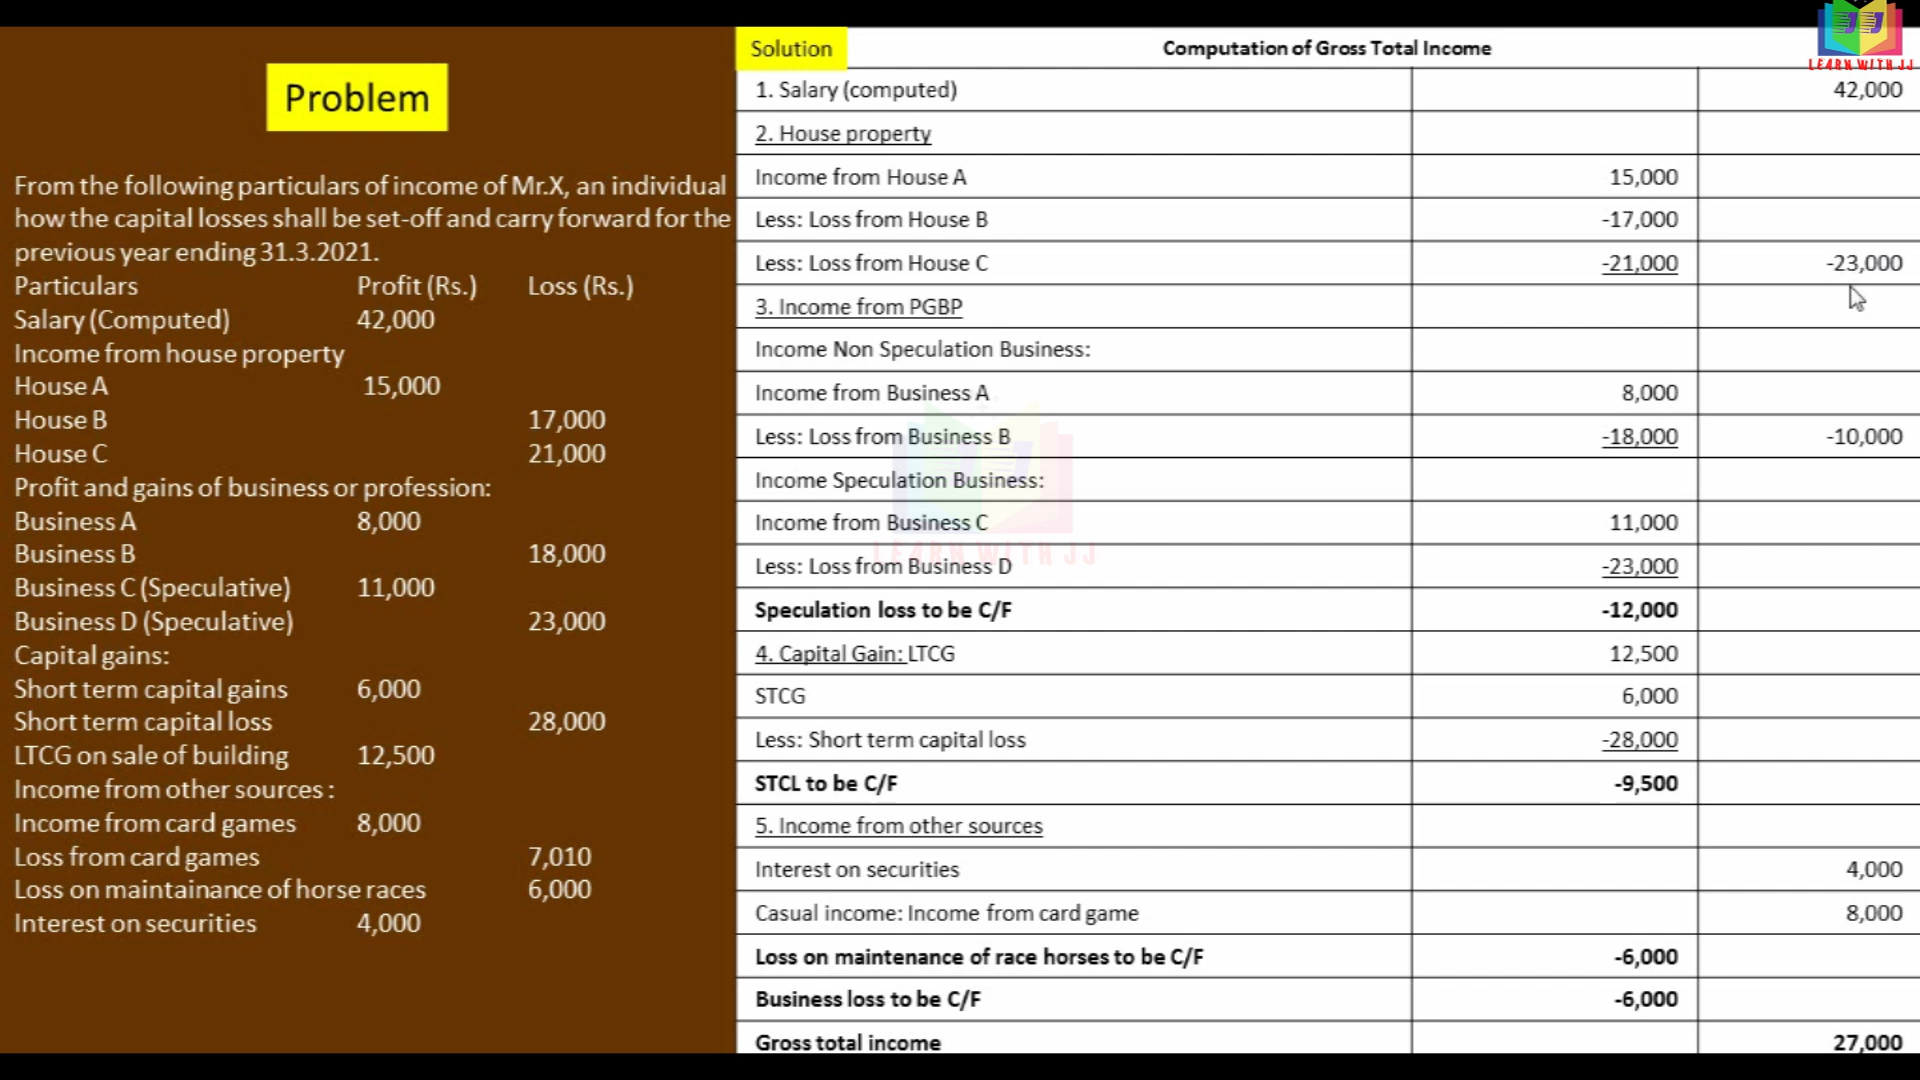 Problem
From the following particulars of income of Mr.X, an individual
how the capital losses shall be set-off and carry forward for the
previous year ending 31.3.2021.
Particulars Profit (Rs.) Loss (Rs.)
Salary (Computed) 42,000
Income from house property
House A 15,000
House B 17,000
House C 21,000
Profit and gains of business or profession:
Business A 8,000
Business B 18,000
Business C (Speculative) 11,000
Business D (Speculative) 23,000
Capital gains:
Short term capital gains 6,000
Short term capital loss 28,000
LTCG on sale of building 12,500
Income from other sources :
Income from card games 8,000
Loss from card games 7,010
Loss on maintainance of horse races 6,000
Interest on securities 4,000
Solution Computation of Gross Total Income
1. Salary (computed) 42,000
2. House property
Income from House A 15,000
Less: Loss from House B -17,000
Less: Loss from House C -21,000 -23,000
3. Income from PGBP
Income Non Speculation Business:
Income from Business A 8,000
Less: Loss from Business B -18,000 -10,000
Income Speculation Business:
Income from Business C 11,000
Less: Loss from Business D -23,000
Speculation loss to be C/F -12,000
4. Capital Gain: LTCG 12,500
STCG 6,000
Less: Short term capital loss -28,000
STCL to be C/F -9,500
5. Income from other sources
Interest on securities 4,000
Casual income: Income from card game 8,000
Loss on maintenance of race horses to be C/F -6,000
Business loss to be C/F -6,000
Gross total income 27,000
JJ
LEARN WITH JJ
JJ
LEARN WITH JJ